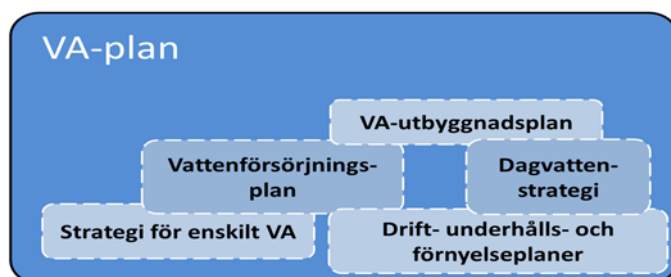 VA-plan
VA-utbyggnadsplan
Vattenförsörjnings-
plan
Dagvatten-
strategi
Strategi för enskilt VA
Drift- underhålls- och
förnyelseplaner